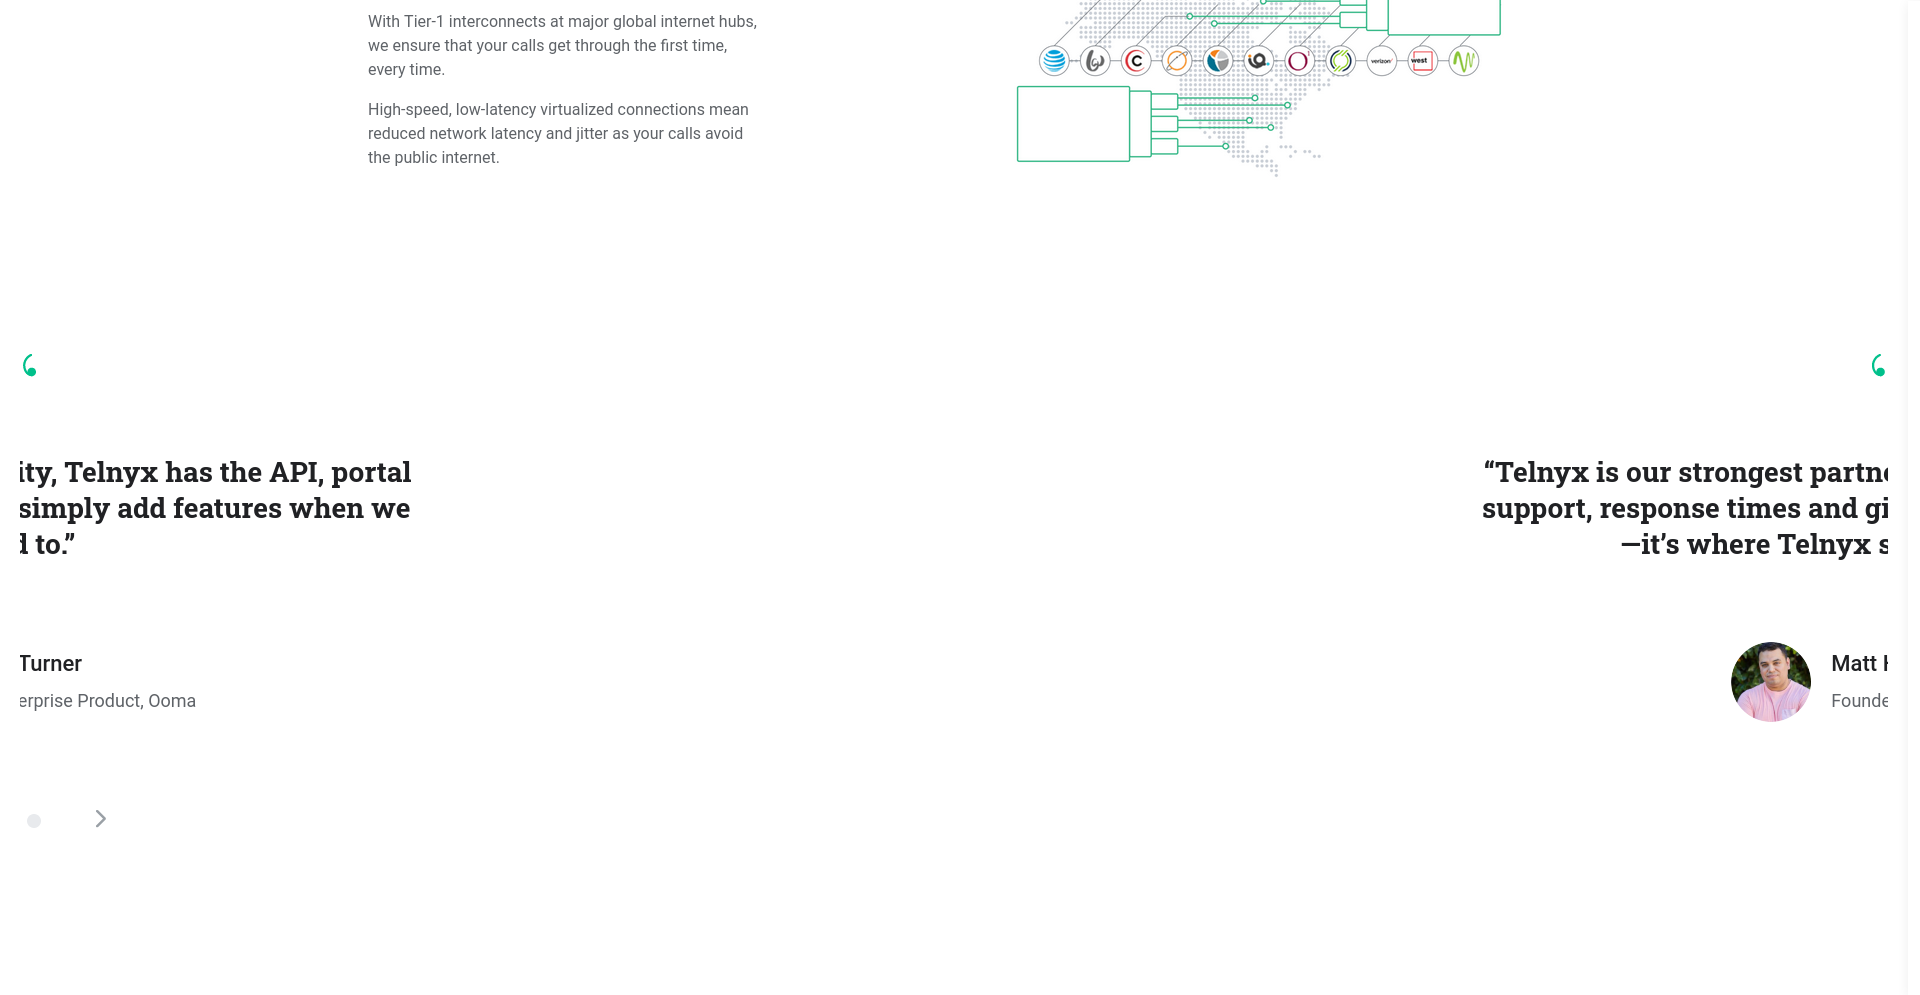 With Tier-1 interconnects at major global internet hubs,
we ensure that your calls get through the first time,
every time.
High-speed, low-latency virtualized connections mean
reduced network latency and jitter as your calls avoid
the public internet.
verizon
west
ity, Telnyx has the API, portal
simply add features when we
d to.”
Turner
erprise Product, Ooma
“Telnyx is our strongest partne
support, response times and gi
—it’s where Telnyx s
Matt H
Founde